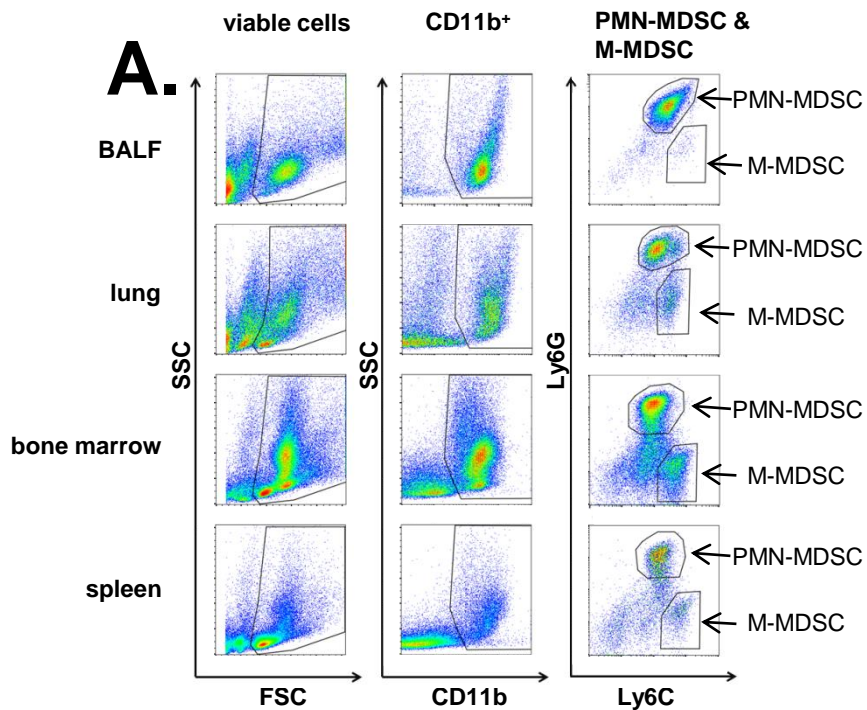 A.
viable cells
CD11b⁺
PMN-MDSC &
M-MDSC
BALF
PMN-MDSC
M-MDSC
lung
PMN-MDSC
M-MDSC
bone marrow
PMN-MDSC
M-MDSC
spleen
PMN-MDSC
M-MDSC
SSC
SSC
Ly6G
FSC
CD11b
Ly6C